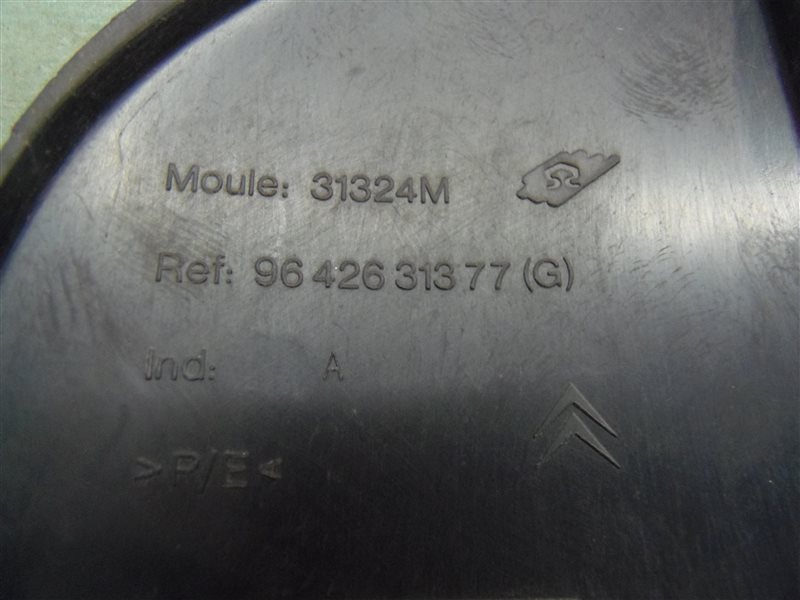 Moule: 31324M
Ref: 96 426 313 77 (G)
Ind: A
>P/E<